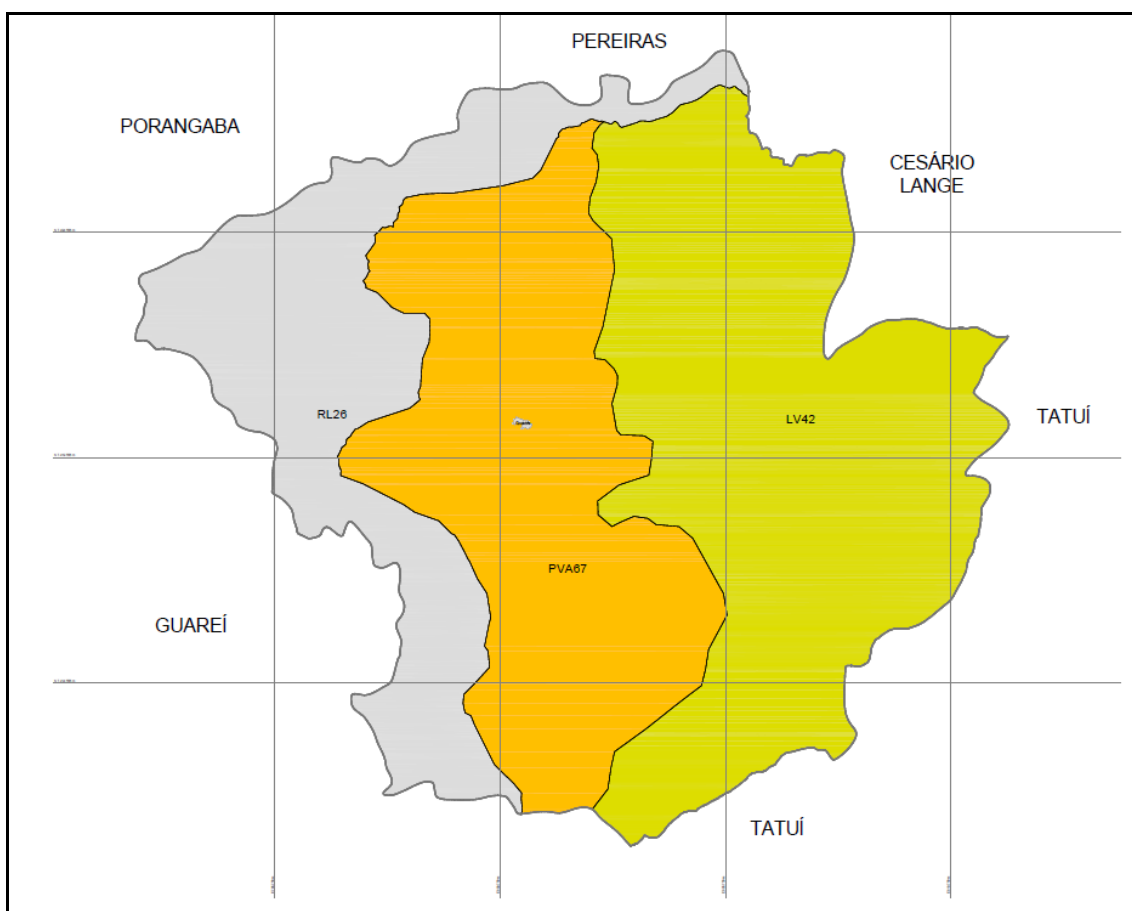 PEREIRAS
PORANGABA
CESÁRIO
LANGE
RL26
LV42
TATUÍ
PVA67
GUAREÍ
TATUÍ